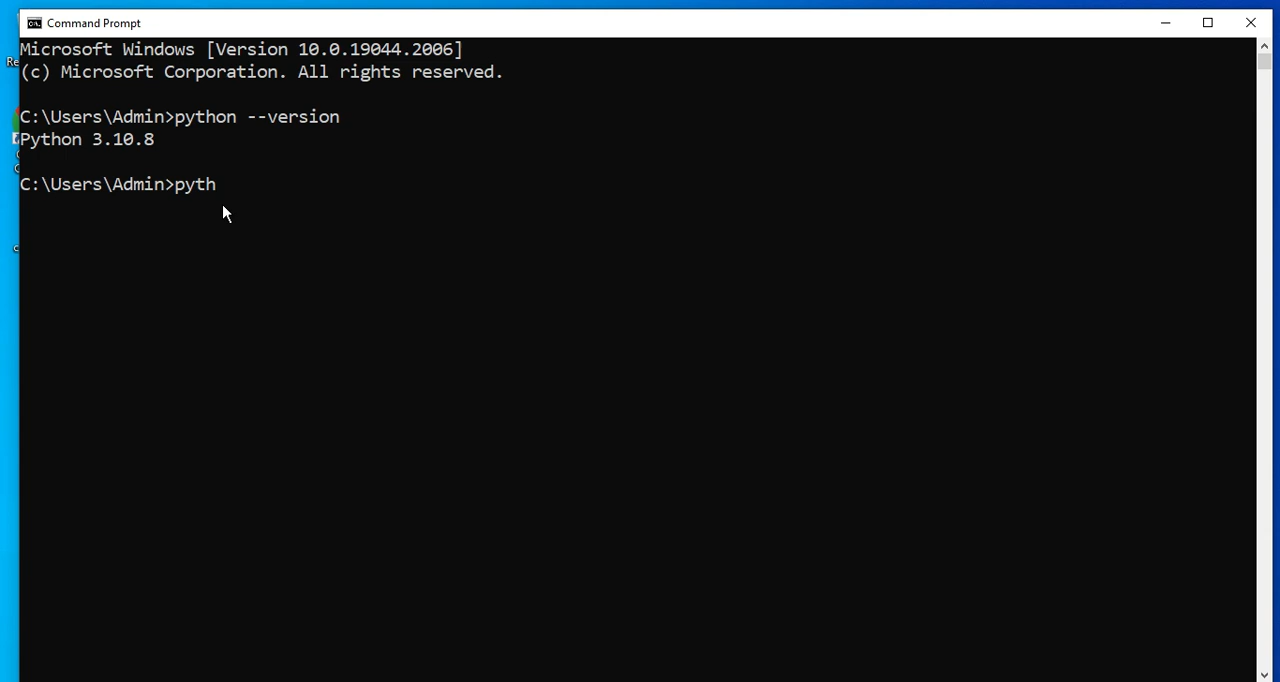 Command Prompt
Microsoft Windows [Version 10.0.19044.2006]
(c) Microsoft Corporation. All rights reserved.
C:\Users\Admin>python --version
Python 3.10.8
C:\Users\Admin>pyth